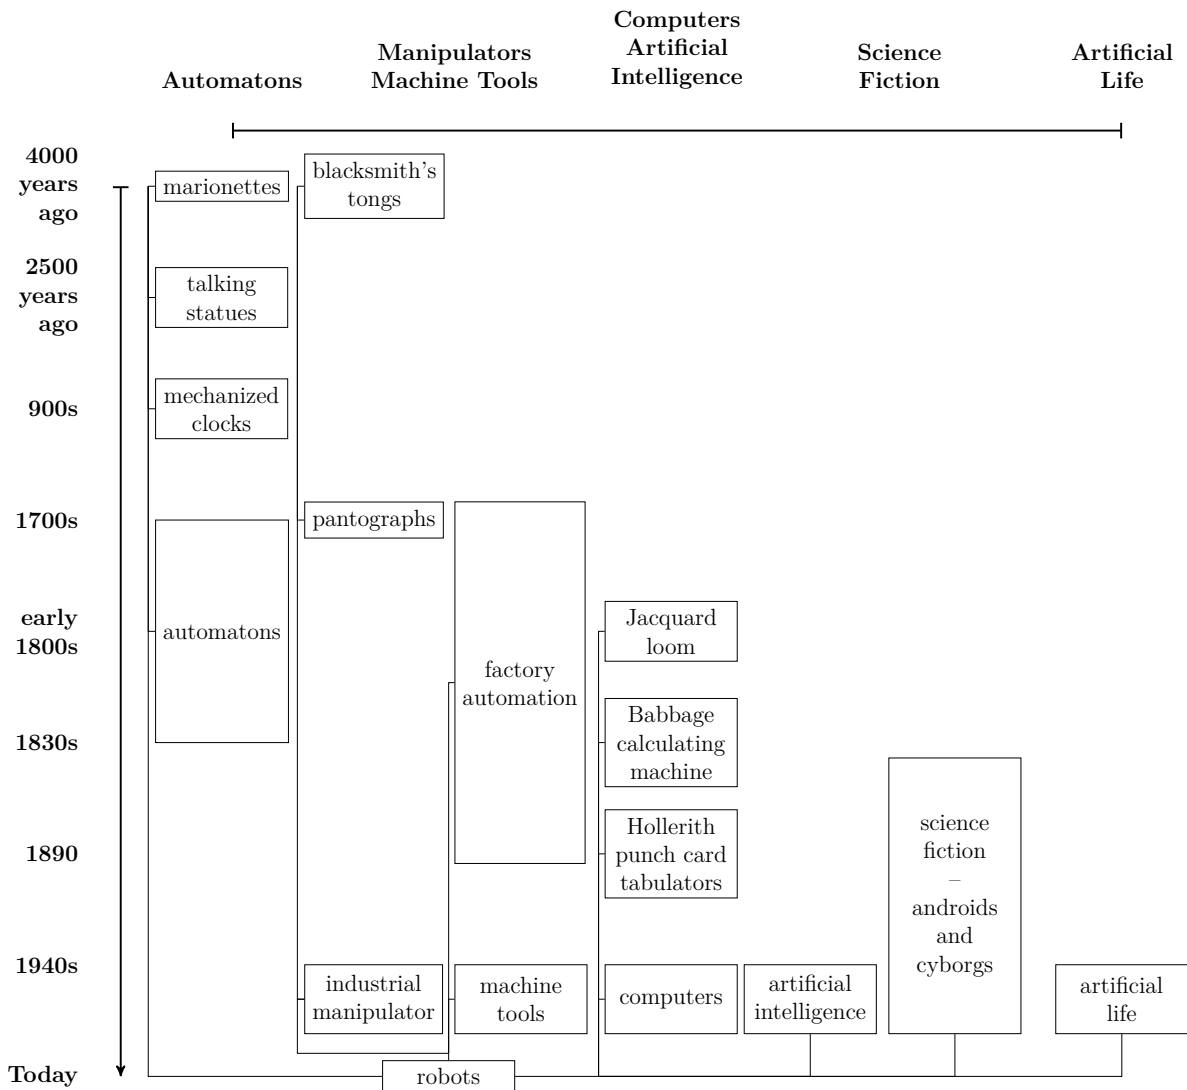 Computers
Artificial
Intelligence
Manipulators
Machine Tools
Science
Fiction
Artificial
Life
Automatons
4000
years
ago
marionettes
blacksmith's
tongs
2500
years
ago
talking
statues
900s
mechanized
clocks
1700s
pantographs
early
1800s
automatons
factory
automation
Jacquard
loom
1830s
Babbage
calculating
machine
1890
Hollerith
punch card
tabulators
science
fiction
–
androids
and
cyborgs
1940s
industrial
manipulator
machine
tools
computers
artificial
intelligence
artificial
life
Today
robots